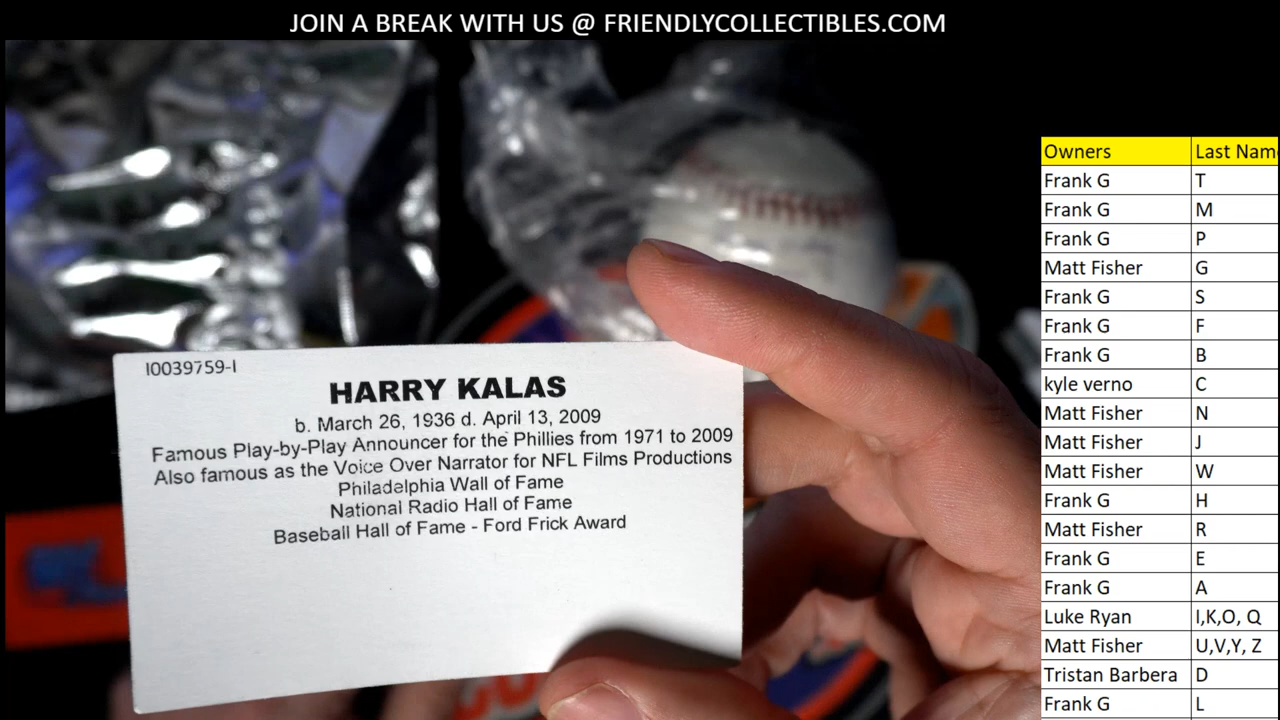 JOIN A BREAK WITH US @ FRIENDLYCOLLECTIBLES.COM
I0039759-I
HARRY KALAS
b. March 26, 1936 d. April 13, 2009
Famous Play-by-Play Announcer for the Phillies from 1971 to 2009
Also famous as the Voice Over Narrator for NFL Films Productions
Philadelphia Wall of Fame
National Radio Hall of Fame
Baseball Hall of Fame - Ford Frick Award
Owners Last Nam
Frank G T
Frank G M
Frank G P
Matt Fisher G
Frank G S
Frank G F
Frank G B
kyle verno C
Matt Fisher N
Matt Fisher J
Matt Fisher W
Frank G H
Matt Fisher R
Frank G E
Frank G A
Luke Ryan I,K,O, Q
Matt Fisher U,V,Y, Z
Tristan Barbera D
Frank G L